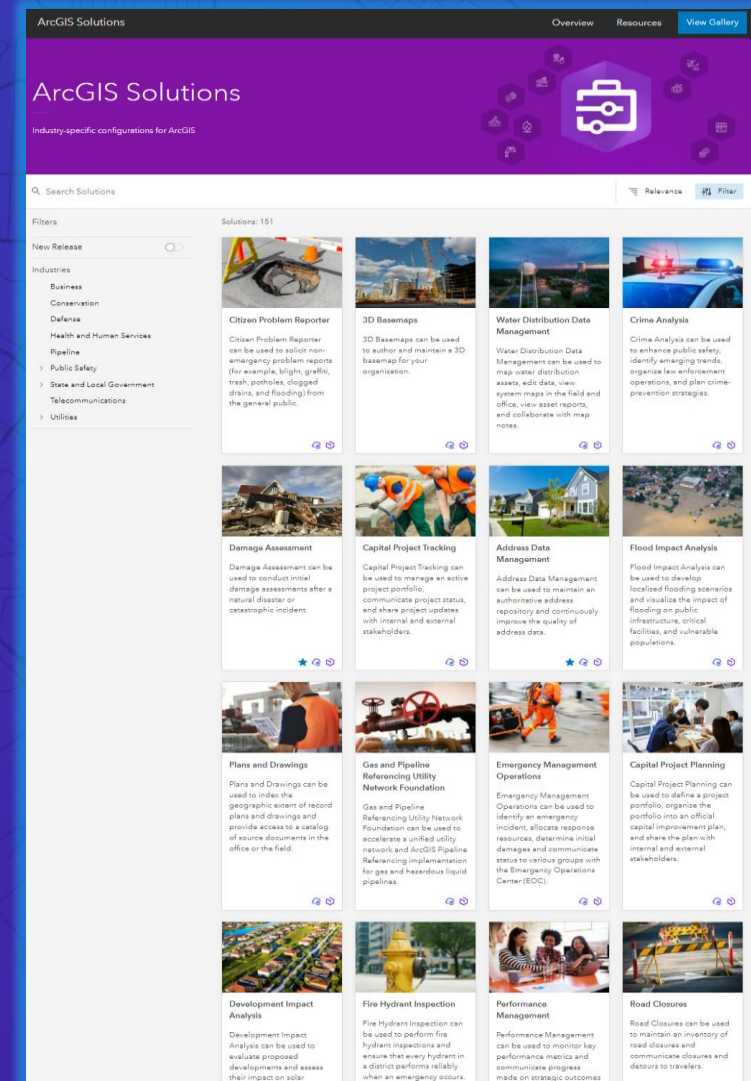 ArcGIS Solutions
Overview
Resources
View Gallery
ArcGIS Solutions
Industry-specific configurations for ArcGIS
Search Solutions
Relevance
Filter
Filters
New Release
Industries
Business
Conservation
Defense
Health and Human Services
Pipeline
Public Safety
State and Local Government
Telecommunications
Utilities
Solutions: 151
Citizen Problem Reporter
Citizen Problem Reporter
can be used to solicit non-
emergency problem reports
(for example, blight, graffiti,
trash, potholes, clogged
drains, and flooding) from
the general public.
3D Basemaps
3D Basemaps can be used
to author and maintain a 3D
basemap for your
organization.
Water Distribution Data
Management
Water Distribution Data
Management can be used to
map water distribution
assets, edit data, view
system maps in the field and
office, view asset reports,
and collaborate with map
notes.
Crime Analysis
Crime Analysis can be used
to enhance public safety,
identify emerging trends,
organize law enforcement
operations, and plan crime-
prevention strategies.
Damage Assessment
Damage Assessment can be
used to conduct initial
damage assessments after a
natural disaster or
catastrophic incident.
Capital Project Tracking
Capital Project Tracking can
be used to manage an active
project portfolio,
communicate project status,
and share project updates
with internal and external
stakeholders.
Address Data
Management
Address Data Management
can be used to maintain an
authoritative address
repository and continuously
improve the quality of
address data.
Flood Impact Analysis
Flood Impact Analysis can
be used to develop
localized flooding scenarios
and visualize the impact of
flooding on public
infrastructure, critical
facilities, and vulnerable
populations.
Plans and Drawings
Plans and Drawings can be
used to index the
geographic extent of record
plans and drawings and
provide access to a catalog
of source documents in the
office or the field.
Gas and Pipeline
Referencing Utility
Network Foundation
Gas and Pipeline
Referencing Utility Network
Foundation can be used to
accelerate a unified utility
network and ArcGIS Pipeline
Referencing implementation
for gas and hazardous liquid
pipelines.
Emergency Management
Operations
Emergency Management
Operations can be used to
identify an emergency
incident, allocate response
resources, determine initial
damages and communicate
status to various groups with
the Emergency Operations
Center (EOC).
Capital Project Planning
Capital Project Planning can
be used to define a project
portfolio, organize the
portfolio into an official
capital improvement plan,
and share the plan with
internal and external
stakeholders.
Development Impact
Analysis
Development Impact
Analysis can be used to
evaluate proposed
developments and assess
their impact on solar
Fire Hydrant Inspection
Fire Hydrant Inspection can
be used to perform fire
hydrant inspections and
ensure that every hydrant in
a district performs reliably
when an emergency occurs.
Performance
Management
Performance Management
can be used to monitor key
performance metrics and
communicate progress
made on strategic outcomes
Road Closures
Road Closures can be used
to maintain an inventory of
road closures and
communicate closures and
detours to travelers.